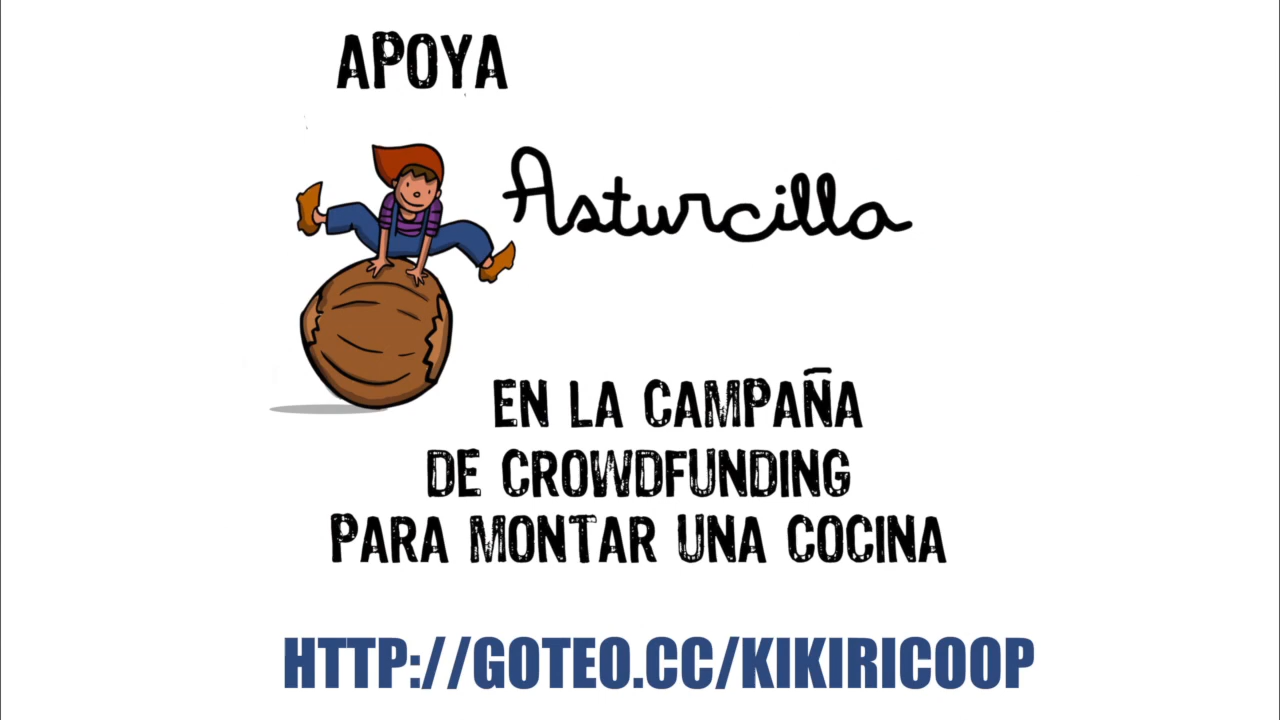 APOYA
Asturcilla
EN LA CAMPAÑA
DE CROWDFUNDING
PARA MONTAR UNA COCINA
HTTP://GOTEO.CC/KIKIRICOOP